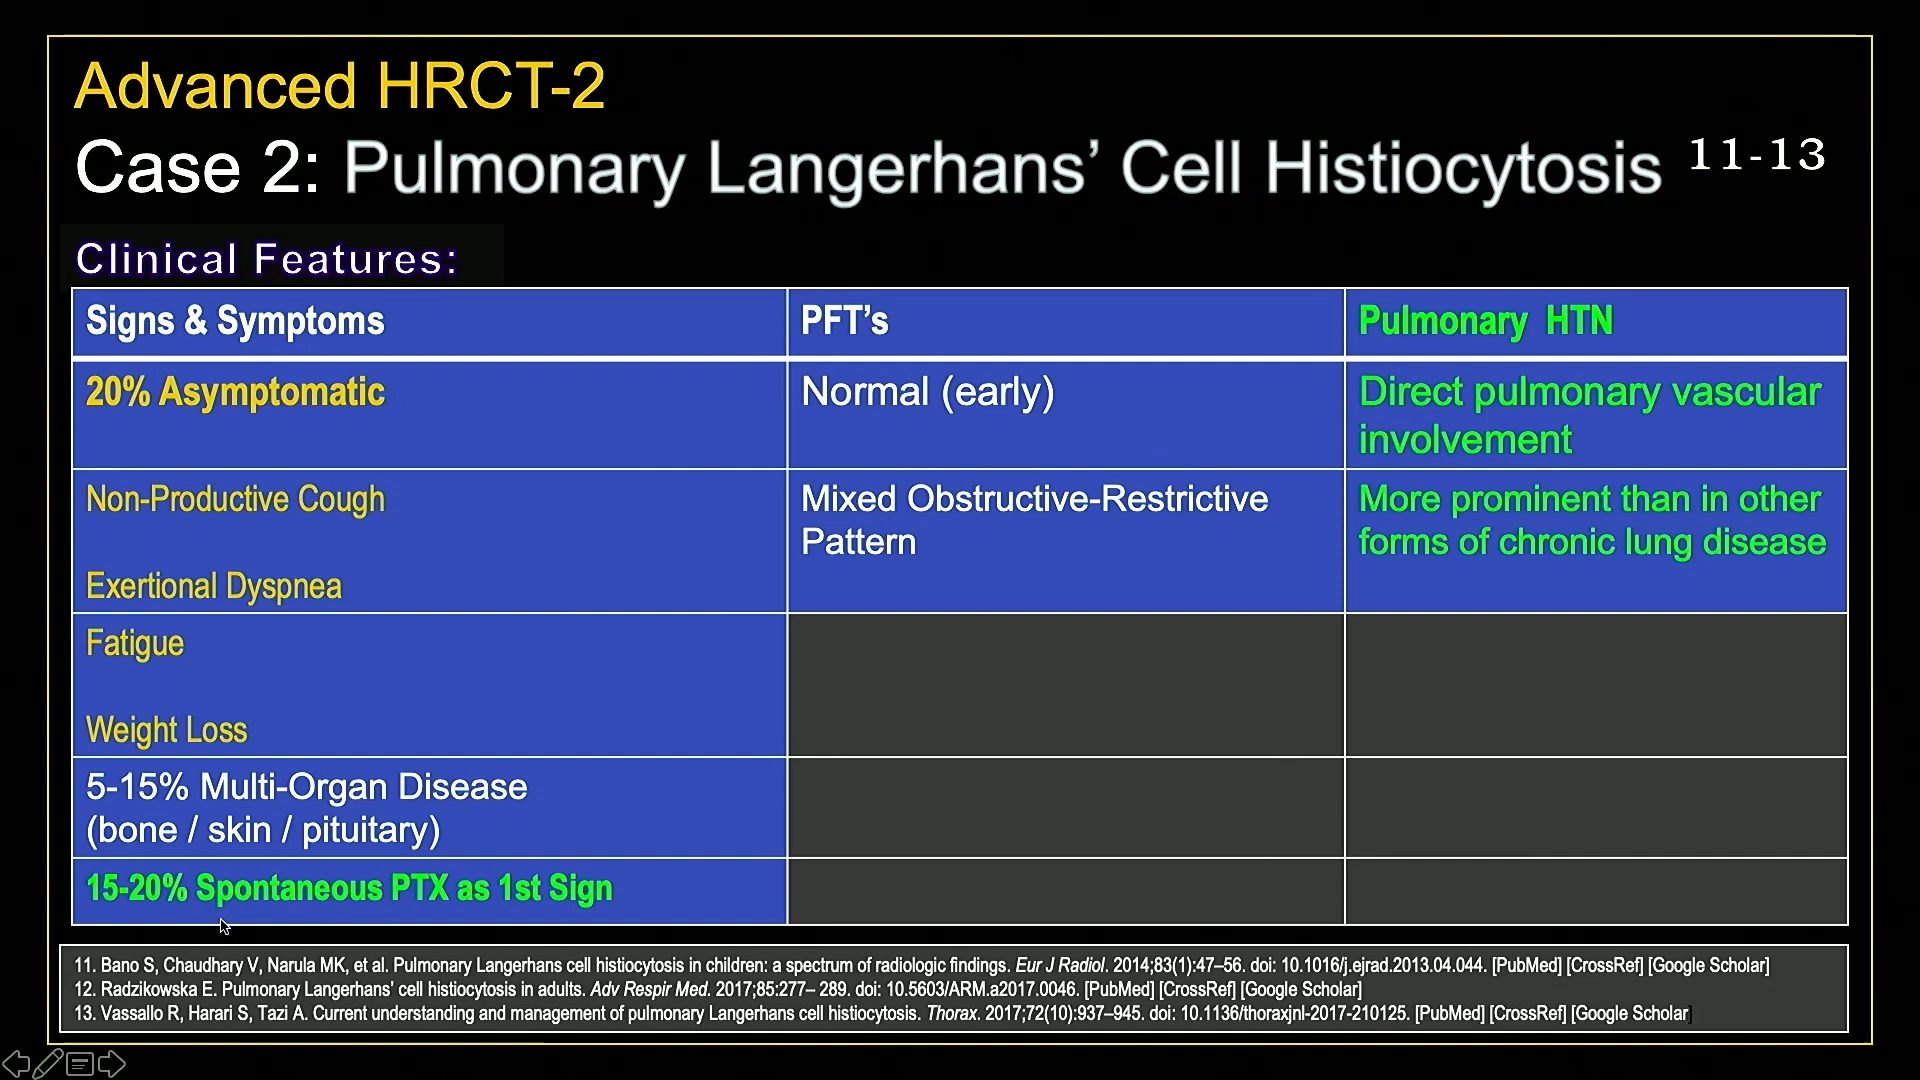 Advanced HRCT-2
Case 2: Pulmonary Langerhans’ Cell Histiocytosis 11-13
Clinical Features:
Signs & Symptoms
PFT’s
Pulmonary HTN
20% Asymptomatic
Normal (early)
Direct pulmonary vascular
involvement
Non-Productive Cough
Exertional Dyspnea
Mixed Obstructive-Restrictive
Pattern
More prominent than in other
forms of chronic lung disease
Fatigue
Weight Loss
5-15% Multi-Organ Disease
(bone / skin / pituitary)
15-20% Spontaneous PTX as 1st Sign
11. Bano S, Chaudhary V, Narula MK, et al. Pulmonary Langerhans cell histiocytosis in children: a spectrum of radiologic findings. Eur J Radiol. 2014;83(1):47–56. doi: 10.1016/j.ejrad.2013.04.044. [PubMed] [CrossRef] [Google Scholar]
12. Radzikowska E. Pulmonary Langerhans’ cell histiocytosis in adults. Adv Respir Med. 2017;85:277– 289. doi: 10.5603/ARM.a2017.0046. [PubMed] [CrossRef] [Google Scholar]
13. Vassallo R, Harari S, Tazi A. Current understanding and management of pulmonary Langerhans cell histiocytosis. Thorax. 2017;72(10):937–945. doi: 10.1136/thoraxjnl-2017-210125. [PubMed] [CrossRef] [Google Scholar]